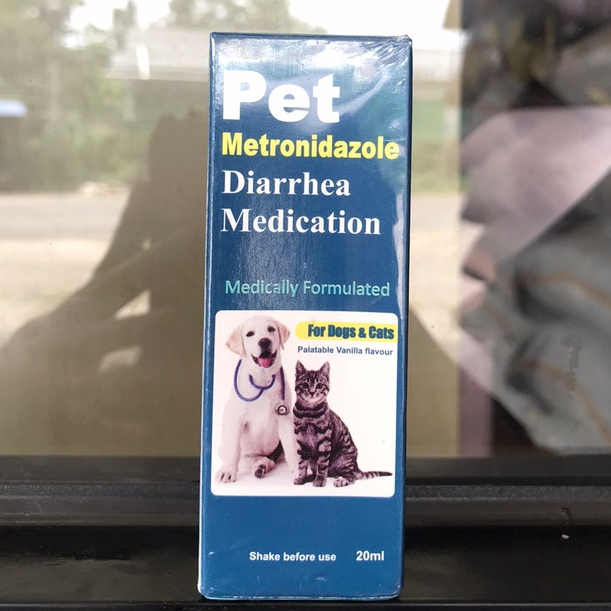 Pet
Metronidazole
Diarrhea
Medication
Medically Formulated
For Dogs & Cats
Palatable Vanilla flavour
Shake before use 20ml